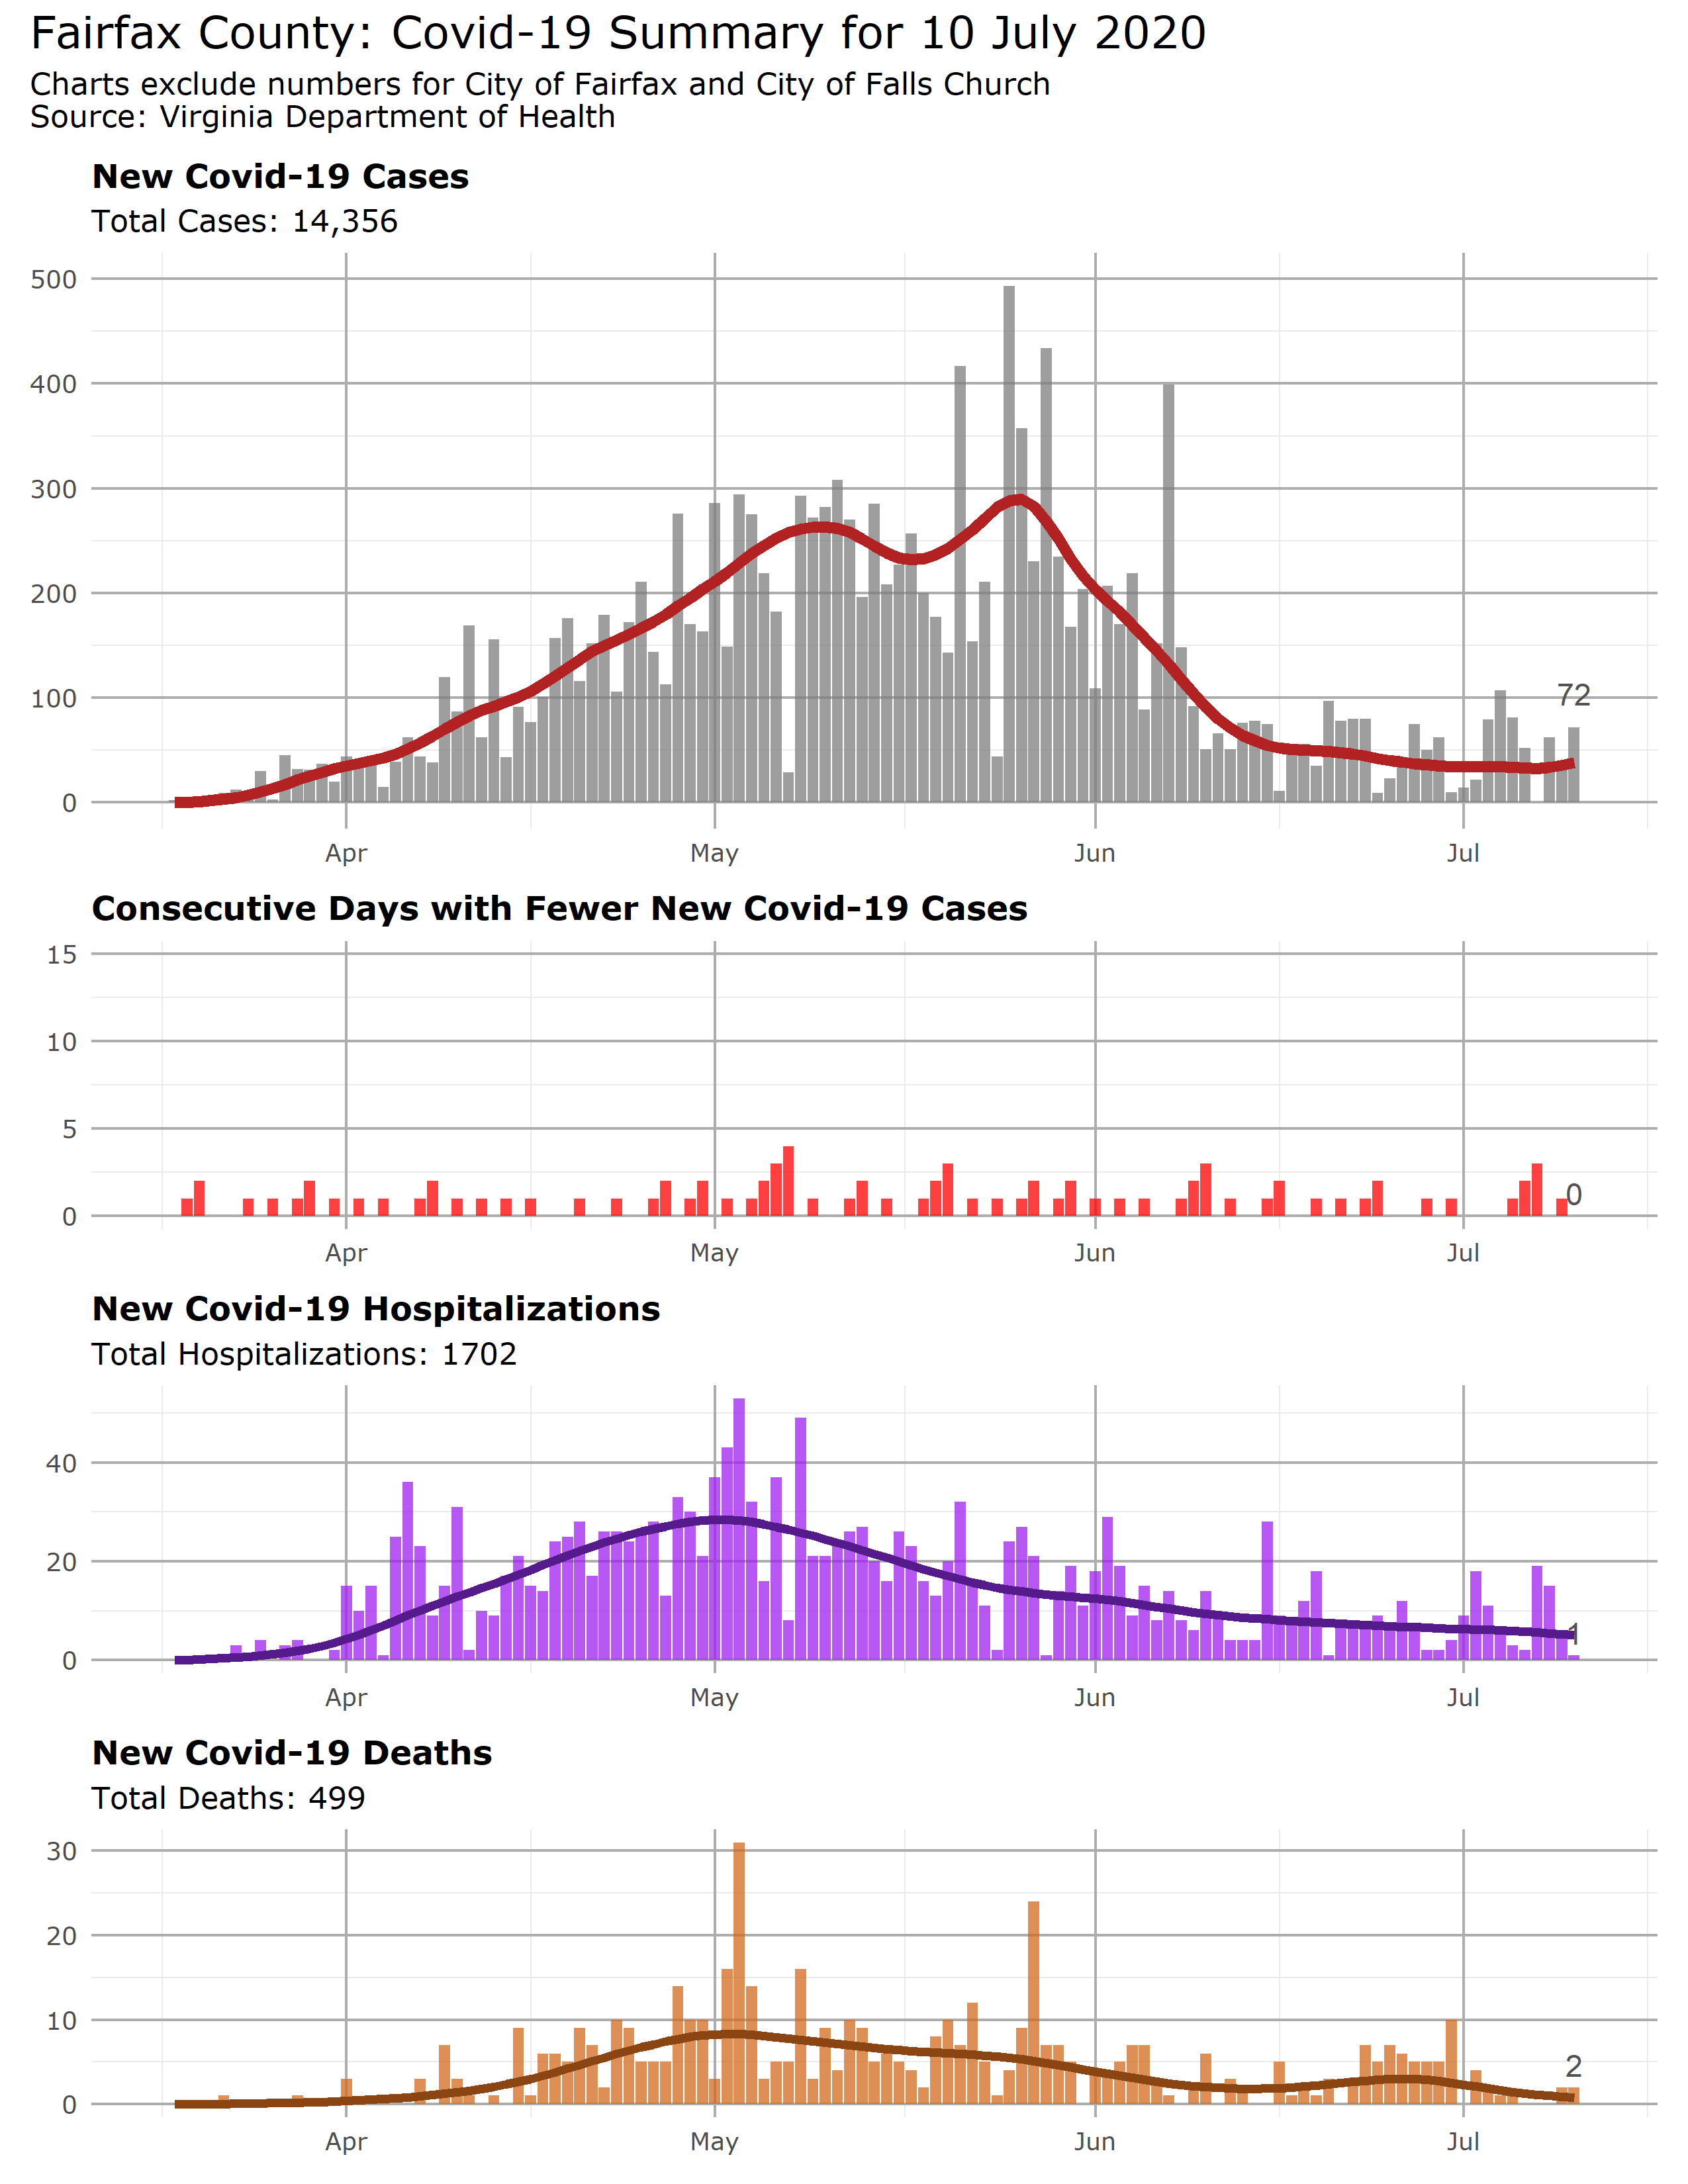 Fairfax County: Covid-19 Summary for 10 July 2020
Charts exclude numbers for City of Fairfax and City of Falls Church
Source: Virginia Department of Health
New Covid-19 Cases
Total Cases: 14,356
500
400
300
200
100
0
72
Apr May Jun Jul
Consecutive Days with Fewer New Covid-19 Cases
15
10
5
0
0
Apr May Jun Jul
New Covid-19 Hospitalizations
Total Hospitalizations: 1702
40
20
0
1
Apr May Jun Jul
New Covid-19 Deaths
Total Deaths: 499
30
20
10
0
2
Apr May Jun Jul